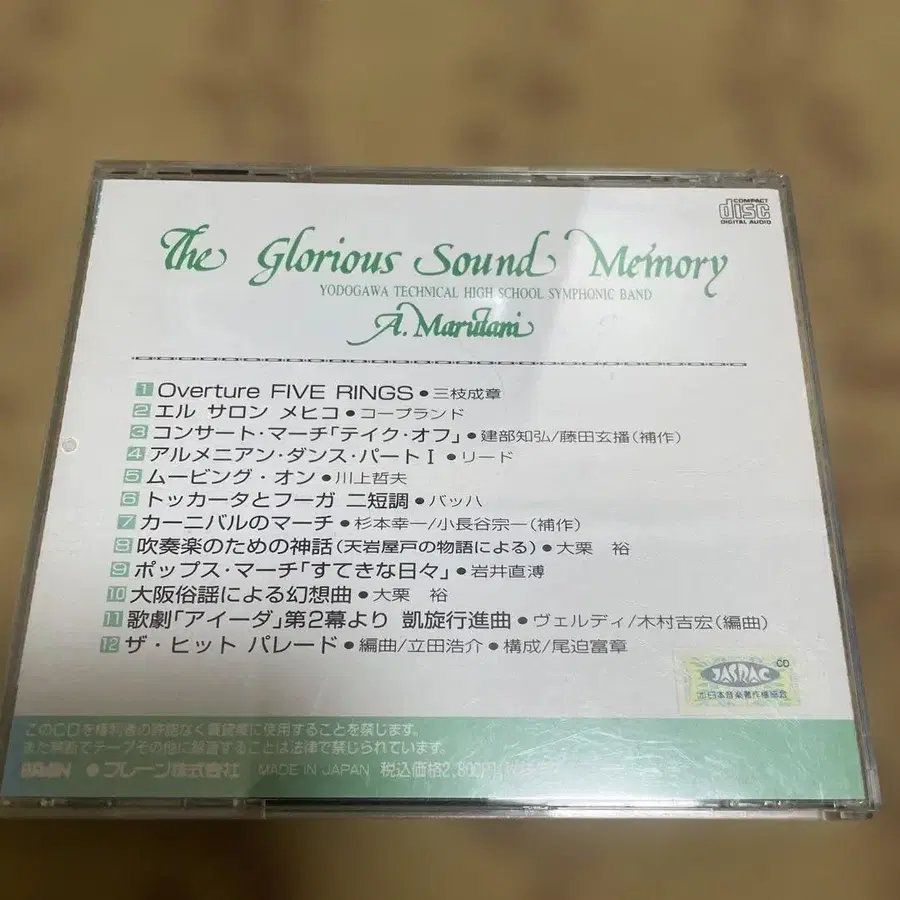 COMPACT
disc
DIGITAL AUDIO
The Glorious Sound Memory
YODOGAWA TECHNICAL HIGH SCHOOL SYMPHONIC BAND
A. Marutani
1 Overture FIVE RINGS●三枝成章
2 エル サロン メヒコ●コープランド
3 コンサート・マーチ「テイク・オフ」●建部知弘/藤田玄播(補作)
4 アルメニアン・ダンス・パートⅠ●リード
5 ムービング・オン●川上哲夫
6 トッカータとフーガ 二短調●バッハ
7 カーニバルのマーチ●杉本幸一/小長谷宗一(補作)
8 吹奏楽のための神話(天岩屋戸の物語による)●大栗 裕
9 ポップス・マーチ「すてきな日々」●岩井直溥
10 大阪俗謡による幻想曲●大栗 裕
11 歌劇「アイーダ」第2幕より 凱旋行進曲●ヴェルディ/木村吉宏(編曲)
12 ザ・ヒット パレード●編曲/立田浩介●構成/尾迫富章
CD
JASRAC
日本音楽著作権協会
このCDを権利者の許諾なく賃貸業に使用することを禁じます。
また無断でテープその他に録音することは法律で禁じられています。
BRAIN ●ブレーン株式会社 MADE IN JAPAN 税込価格2,800円